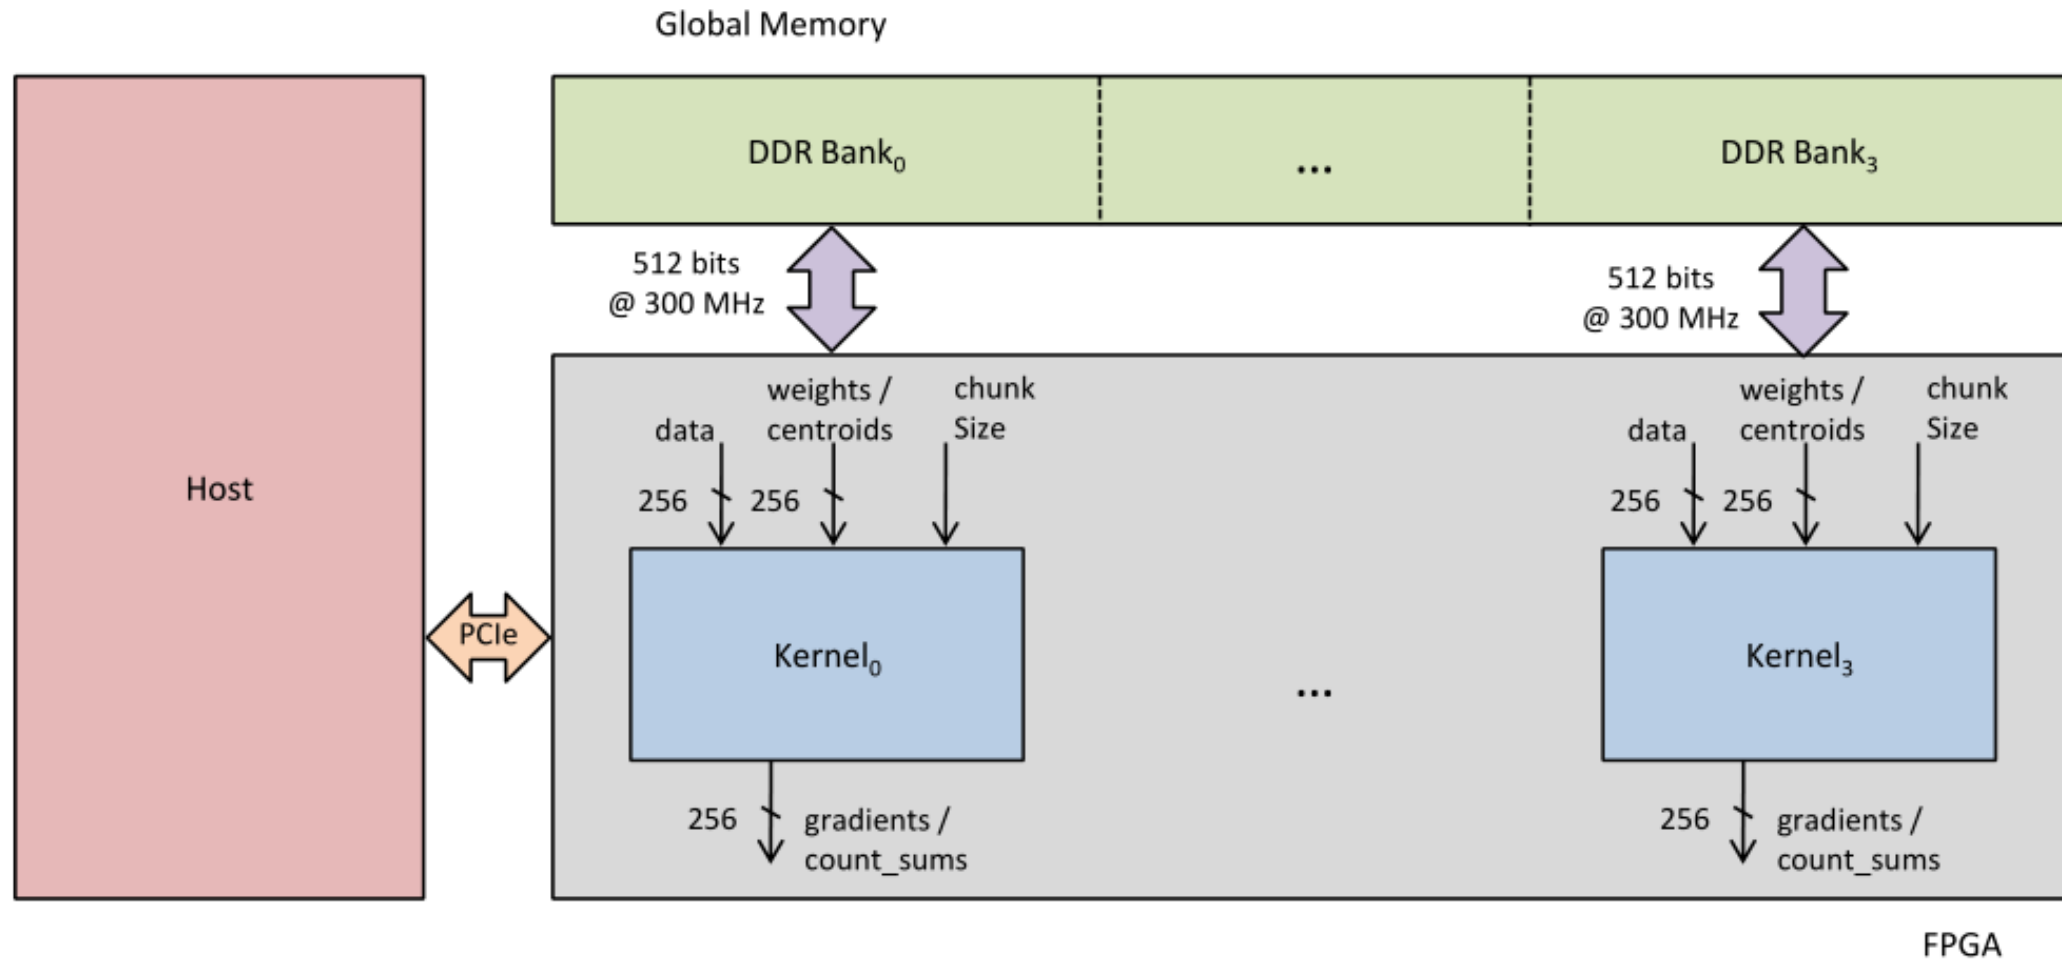 Global Memory
DDR Bank0
...
DDR Bank3
512 bits
@ 300 MHz
512 bits
@ 300 MHz
Host
PCIe
data
weights /
centroids
chunk
Size
256
256
Kernel0
256
gradients /
count_sums
...
data
weights /
centroids
chunk
Size
256
256
Kernel3
256
gradients /
count_sums
FPGA